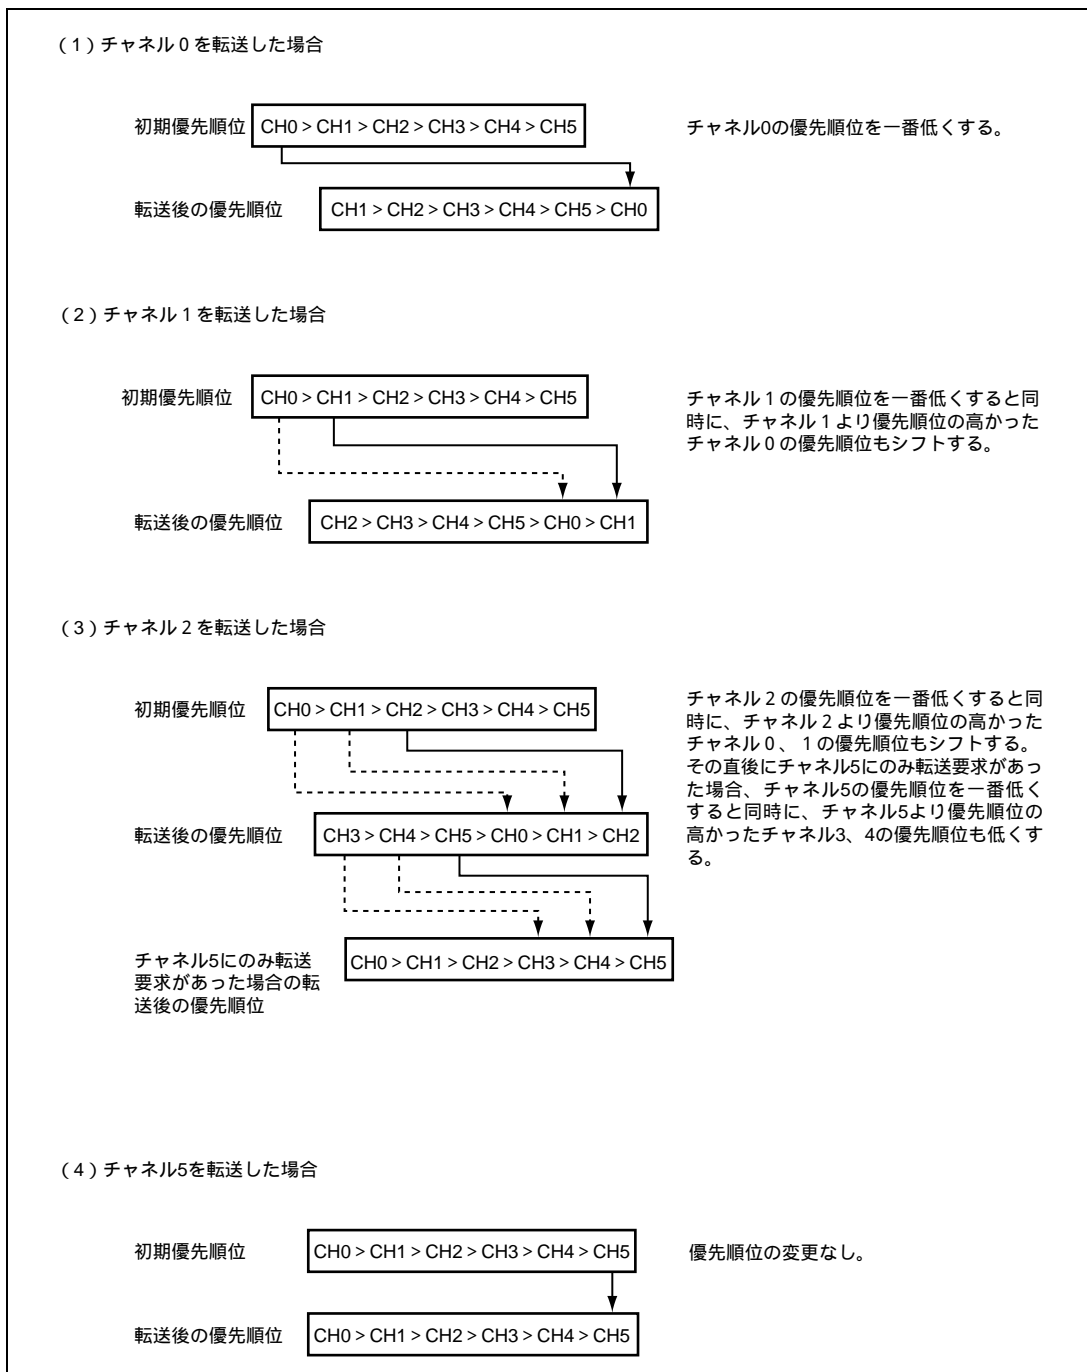 （1）チャネル 0 を転送した場合
初期優先順位
CH0 > CH1 > CH2 > CH3 > CH4 > CH5
チャネル0の優先順位を一番低くする。
転送後の優先順位
CH1 > CH2 > CH3 > CH4 > CH5 > CH0
（2）チャネル 1 を転送した場合
初期優先順位
CH0 > CH1 > CH2 > CH3 > CH4 > CH5
チャネル 1 の優先順位を一番低くすると同
時に、チャネル 1 より優先順位の高かった
チャネル 0 の優先順位もシフトする。
転送後の優先順位
CH2 > CH3 > CH4 > CH5 > CH0 > CH1
（3）チャネル 2 を転送した場合
初期優先順位
CH0 > CH1 > CH2 > CH3 > CH4 > CH5
チャネル 2 の優先順位を一番低くすると同
時に、チャネル 2 より優先順位の高かった
チャネル 0 、 1 の優先順位もシフトする。
その直後にチャネル5にのみ転送要求があっ
た場合、チャネル5の優先順位を一番低く
すると同時に、チャネル5より優先順位の
高かったチャネル3、4の優先順位も低くす
る。
転送後の優先順位
CH3 > CH4 > CH5 > CH0 > CH1 > CH2
チャネル5にのみ転送
要求があった場合の転
送後の優先順位
CH0 > CH1 > CH2 > CH3 > CH4 > CH5
（4）チャネル5を転送した場合
初期優先順位
CH0 > CH1 > CH2 > CH3 > CH4 > CH5
優先順位の変更なし。
転送後の優先順位
CH0 > CH1 > CH2 > CH3 > CH4 > CH5